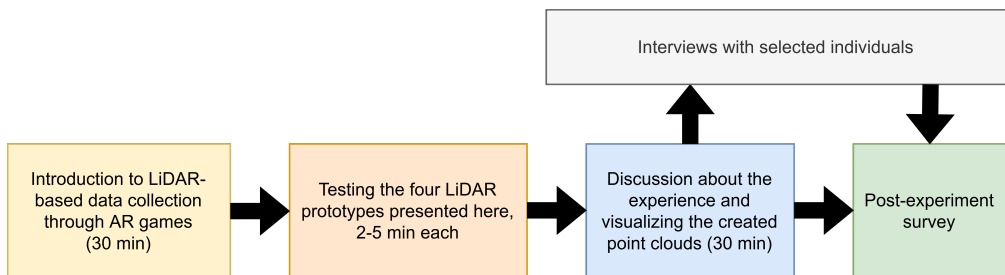 Interviews with selected individuals
Introduction to LiDAR-
based data collection
through AR games
(30 min)
Testing the four LiDAR
prototypes presented here,
2-5 min each
Discussion about the
experience and
visualizing the created
point clouds (30 min)
Post-experiment
survey